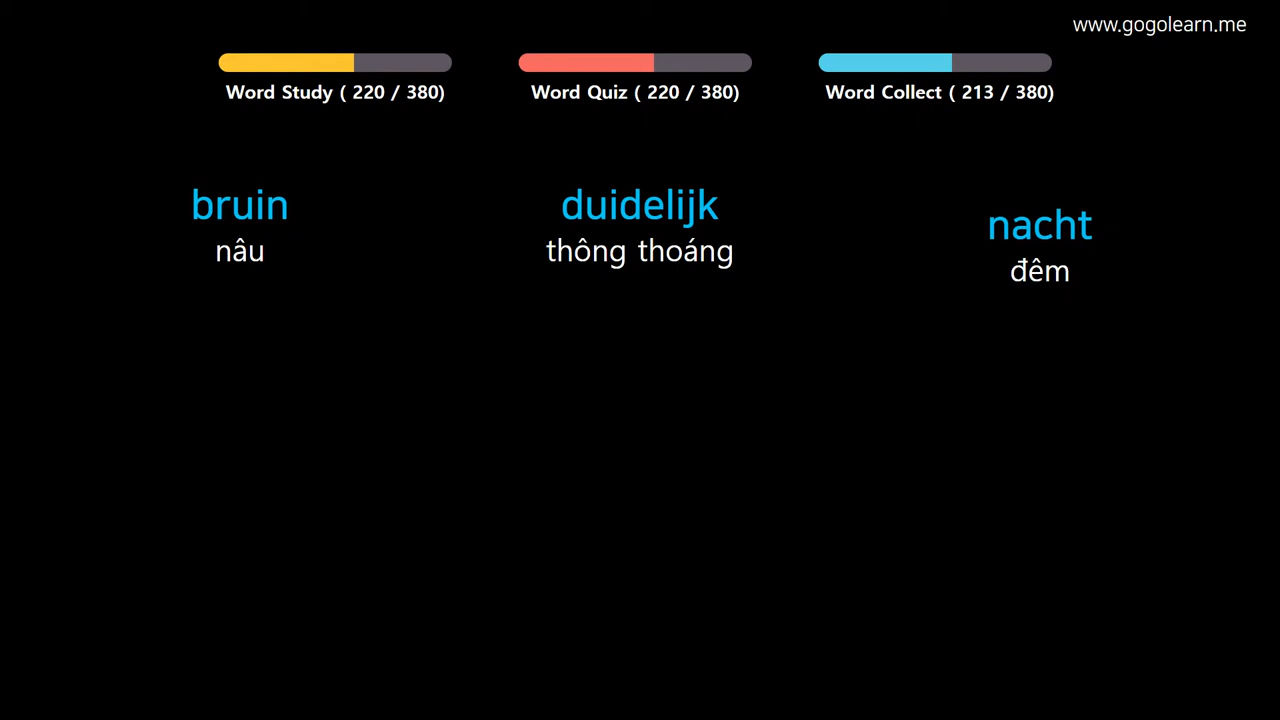 www.gogolearn.me
Word Study ( 220 / 380)
Word Quiz ( 220 / 380)
Word Collect ( 213 / 380)
bruin
nâu
duidelijk
thông thoáng
nacht
đêm